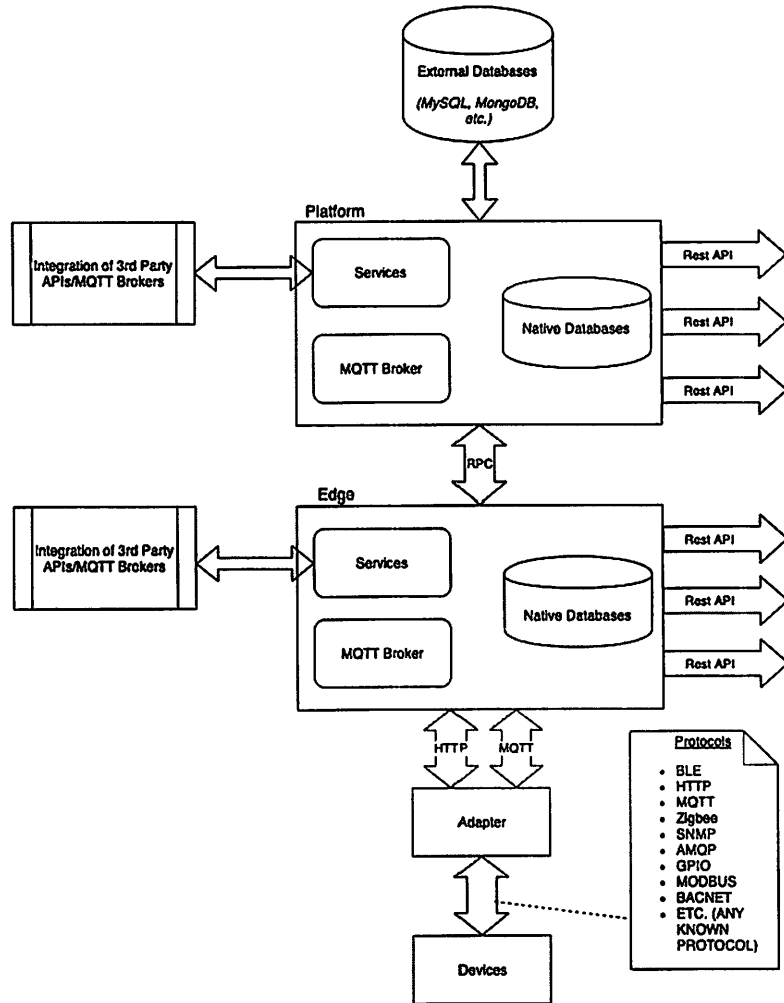 External Databases
(MySQL, MongoDB,
etc.)
Platform
Integration of 3rd Party
APIs/MQTT Brokers
Services
MQTT Broker
Native Databases
Rest API
Rest API
Rest API
RPC
Edge
Integration of 3rd Party
APIs/MQTT Brokers
Services
MQTT Broker
Native Databases
Rest API
Rest API
Rest API
HTTP
MQTT
Adapter
Devices
Protocols
• BLE
• HTTP
• MQTT
• Zigbee
• SNMP
• AMQP
• GPIO
• MODBUS
• BACNET
• ETC. (ANY
KNOWN
PROTOCOL)